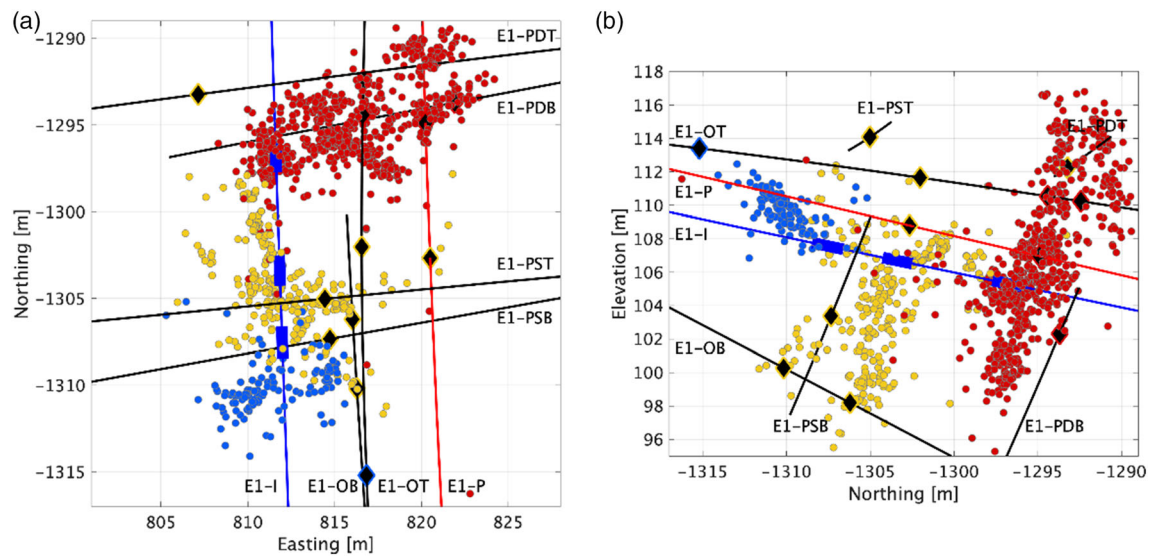 (a)
-1290
-1295
-1300
-1305
-1310
-1315
Northing [m]
E1-PDT
E1-PDB
E1-PST
E1-PSB
E1-I
E1-OB
E1-OT
E1-P
805
810
815
820
825
Easting [m]
(b)
118
116
114
112
110
108
106
104
102
100
98
96
Elevation [m]
E1-OT
E1-PST
E1-PDT
E1-P
E1-I
E1-OB
E1-PSB
E1-PDB
-1315
-1310
-1305
-1300
-1295
-1290
Northing [m]